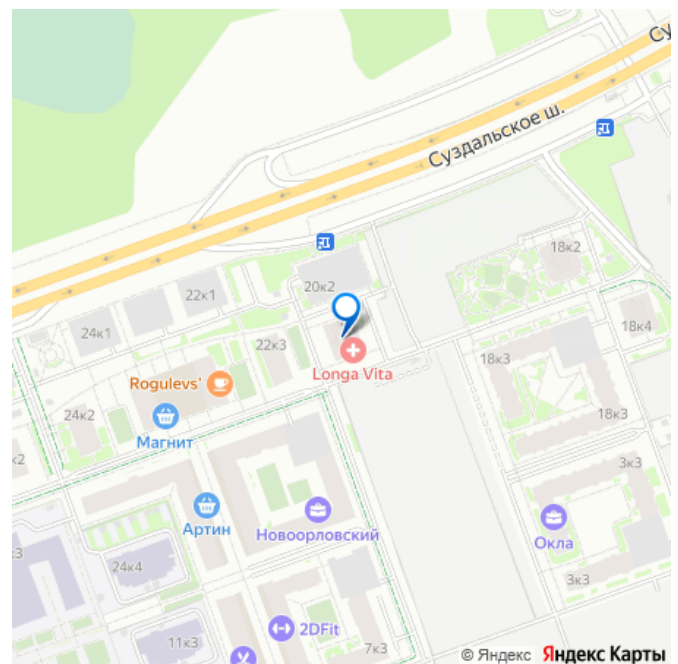 Су
Суздальское ш.
18к2
20к2
22к1
24к1
18к4
22к3
18к3
Longa Vita
Rogulevs'
24к2
18к3
Магнит
к2
3к3
Артин
Новоорловский
Окла
к3
24к4
3к3
2DFit
11к3
7к3
© Яндекс Яндекс Карты